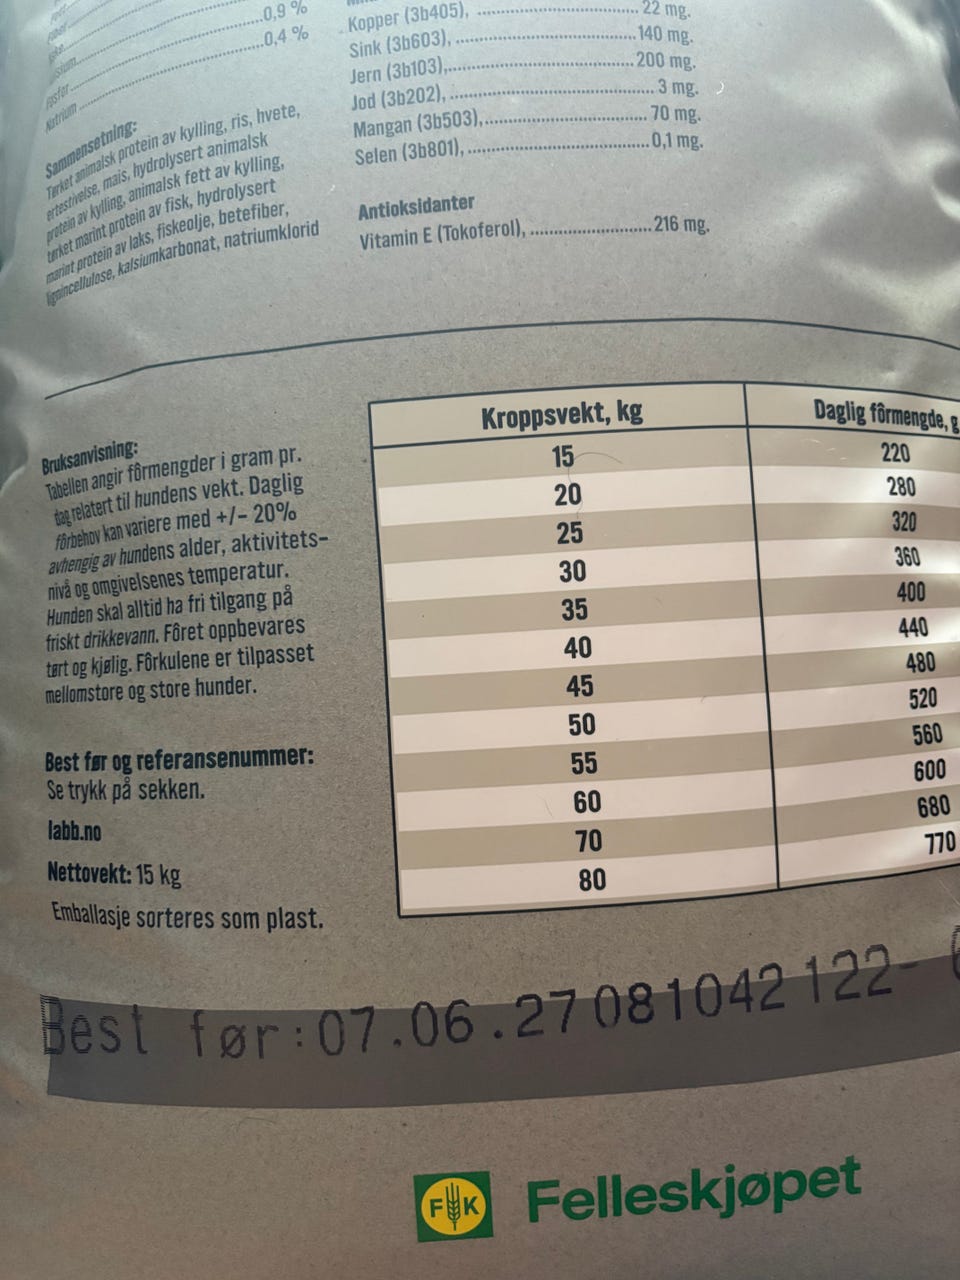 0,9 %
0,4 %
Fosfor
Natrium
Sammensetning:
Tørket animalsk protein av kylling, ris, hvete,
ertestivelse, mais, hydrolysert animalsk
protein av kylling, animalsk fett av kylling,
tørket marint protein av fisk, hydrolysert
marint protein av laks, fiskeolje, betefiber,
lignincellulose, kalsiumkarbonat, natriumklorid
Kopper (3b405), 22 mg.
Sink (3b603), 140 mg.
Jern (3b103), 200 mg.
Jod (3b202), 3 mg.
Mangan (3b503), 70 mg.
Selen (3b801), 0,1 mg.
Antioksidanter
Vitamin E (Tokoferol), 216 mg.
Bruksanvisning:
Tabellen angir fôrmengder i gram pr.
dag relatert til hundens vekt. Daglig
fôrbehov kan variere med +/- 20%
avhengig av hundens alder, aktivitets-
nivå og omgivelsenes temperatur.
Hunden skal alltid ha fri tilgang på
friskt drikkevann. Fôret oppbevares
tørt og kjølig. Fôrkulene er tilpasset
mellomstore og store hunder.
Best før og referansenummer:
Se trykk på sekken.
labb.no
Nettovekt: 15 kg
Emballasje sorteres som plast.
Kroppsvekt, kg Daglig fôrmengde, g
15 220
20 280
25 320
30 360
35 400
40 440
45 480
50 520
55 560
60 600
70 680
80 770
Best før:07.06.27 081042 122-
FK Felleskjøpet